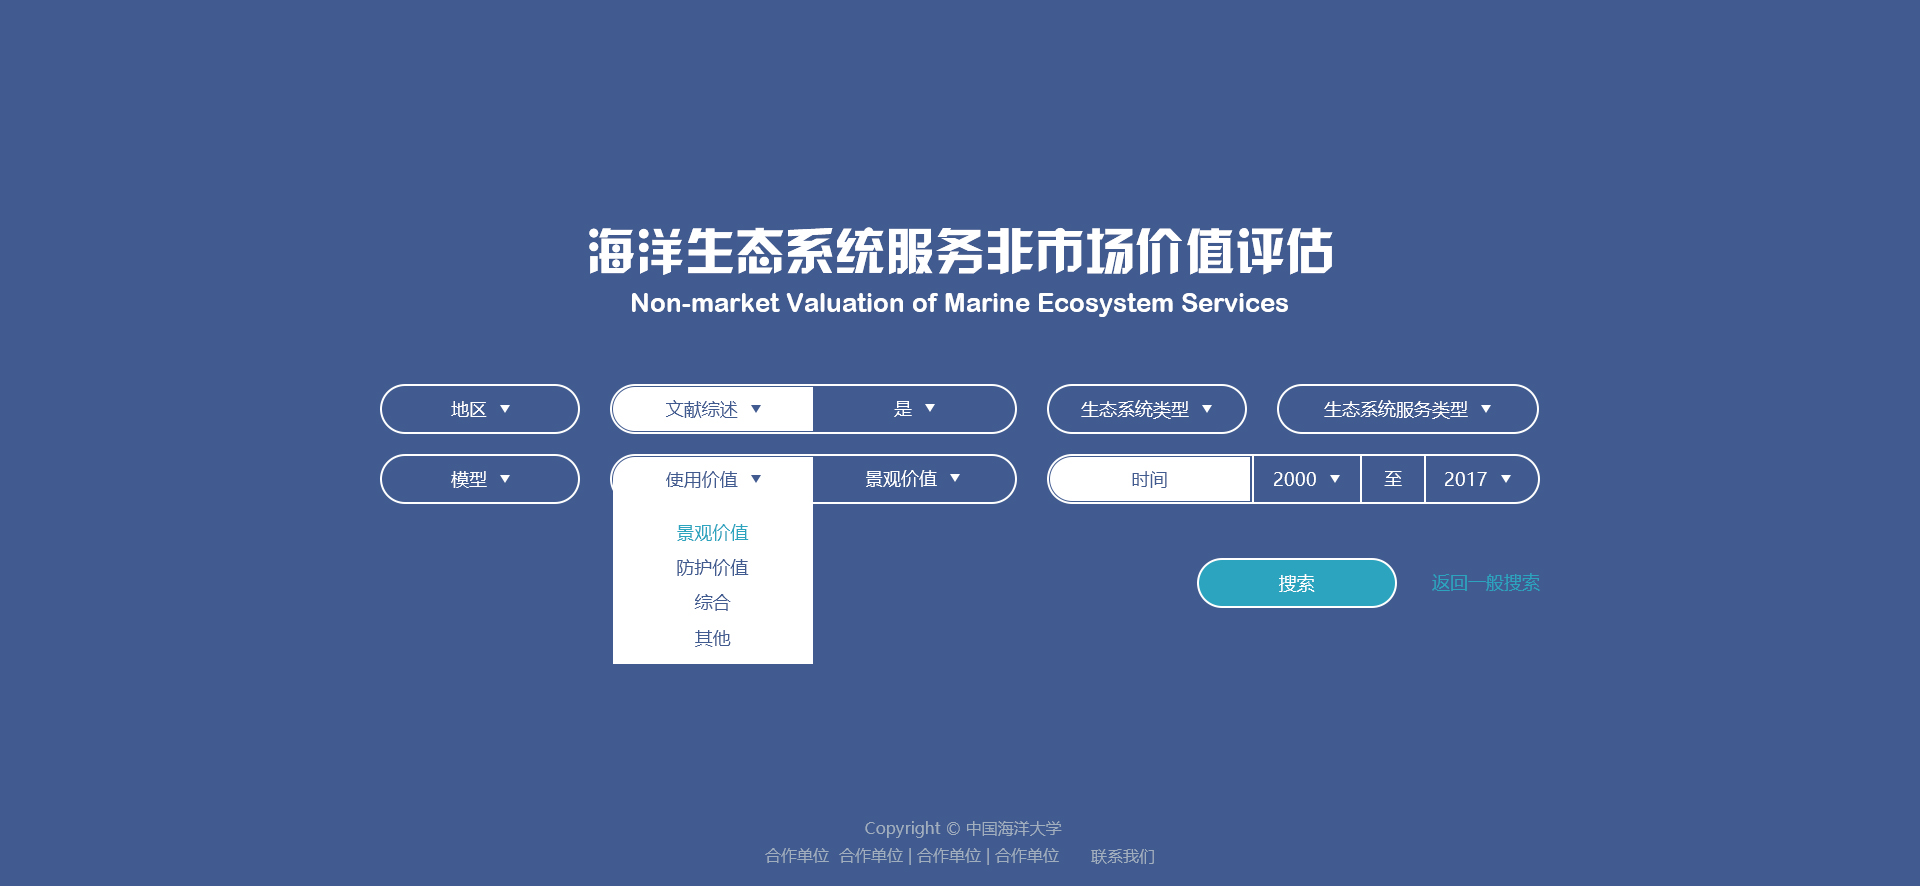 海洋生态系统服务非市场价值评估
Non-market Valuation of Marine Ecosystem Services
地区 文献综述 是 生态系统类型 生态系统服务类型
模型 使用价值 景观价值 时间 2000 至 2017
景观价值
防护价值
综合
其他
搜索 返回一般搜索
Copyright © 中国海洋大学
合作单位 合作单位 | 合作单位 | 合作单位 联系我们